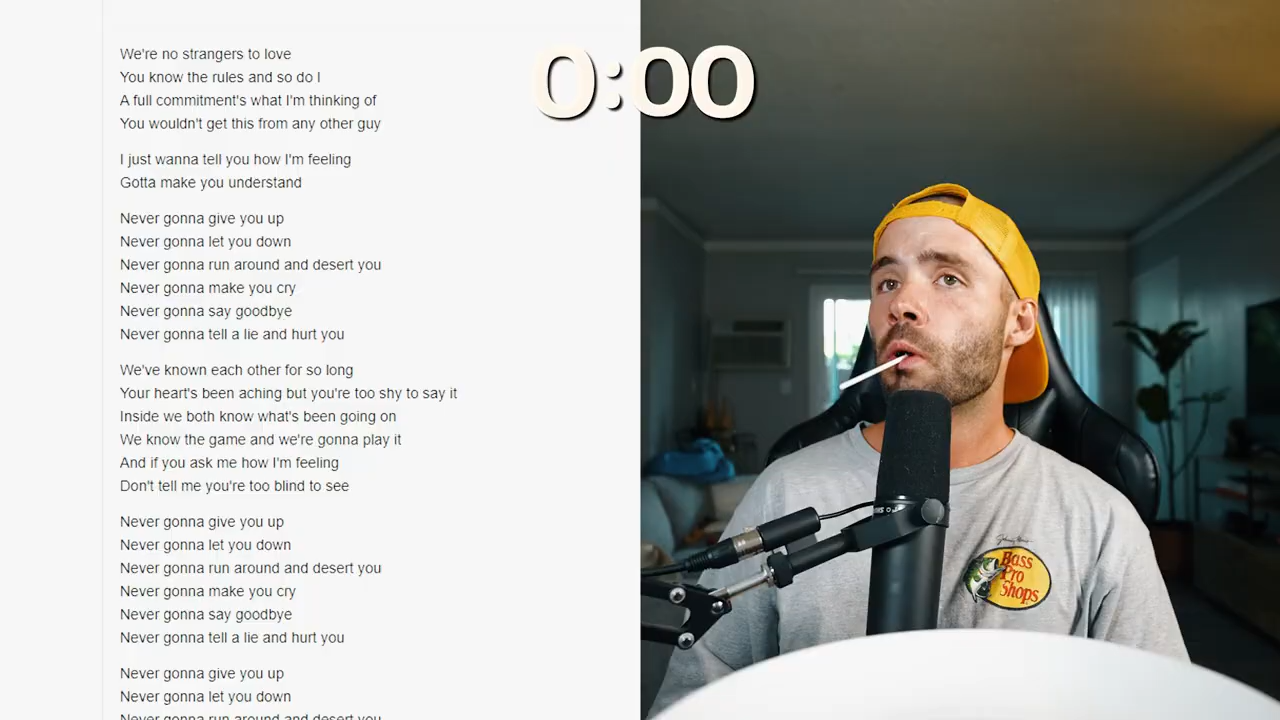 We're no strangers to love
You know the rules and so do I
A full commitment's what I'm thinking of
You wouldn't get this from any other guy
I just wanna tell you how I'm feeling
Gotta make you understand
Never gonna give you up
Never gonna let you down
Never gonna run around and desert you
Never gonna make you cry
Never gonna say goodbye
Never gonna tell a lie and hurt you
We've known each other for so long
Your heart's been aching but you're too shy to say it
Inside we both know what's been going on
We know the game and we're gonna play it
And if you ask me how I'm feeling
Don't tell me you're too blind to see
Never gonna give you up
Never gonna let you down
Never gonna run around and desert you
Never gonna make you cry
Never gonna say goodbye
Never gonna tell a lie and hurt you
Never gonna give you up
Never gonna let you down
Never gonna run around and desert you
0:00
Bass
Pro
Shops